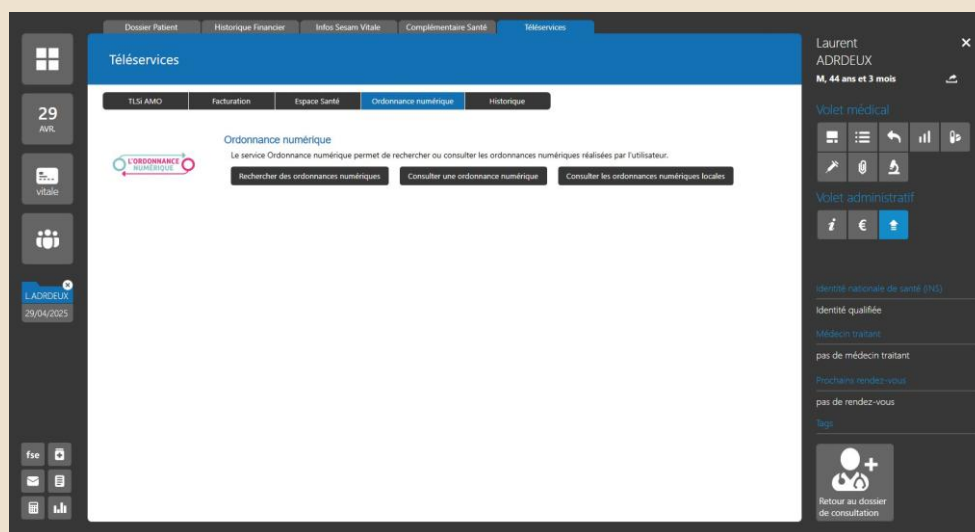 Dossier Patient
Historique Financier
Infos Sesam Vitale
Complémentaire Santé
Téléservices
Téléservices
TLSi AMO
Facturation
Espace Santé
Ordonnance numérique
Historique
Ordonnance numérique
Le service Ordonnance numérique permet de rechercher ou consulter les ordonnances numériques réalisées par l'utilisateur.
L'ORDONNANCE
NUMÉRIQUE
Rechercher des ordonnances numériques
Consulter une ordonnance numérique
Consulter les ordonnances numériques locales
29
AVR.
vitale
L.ADRDEUX
29/04/2025
fse
Laurent
ADRDEUX
M, 44 ans et 3 mois
Volet médical
Volet administratif
Identité nationale de santé (INS)
Identité qualifiée
Médecin traitant
pas de médecin traitant
Prochains rendez-vous
pas de rendez-vous
Tags
Retour au dossier
de consultation